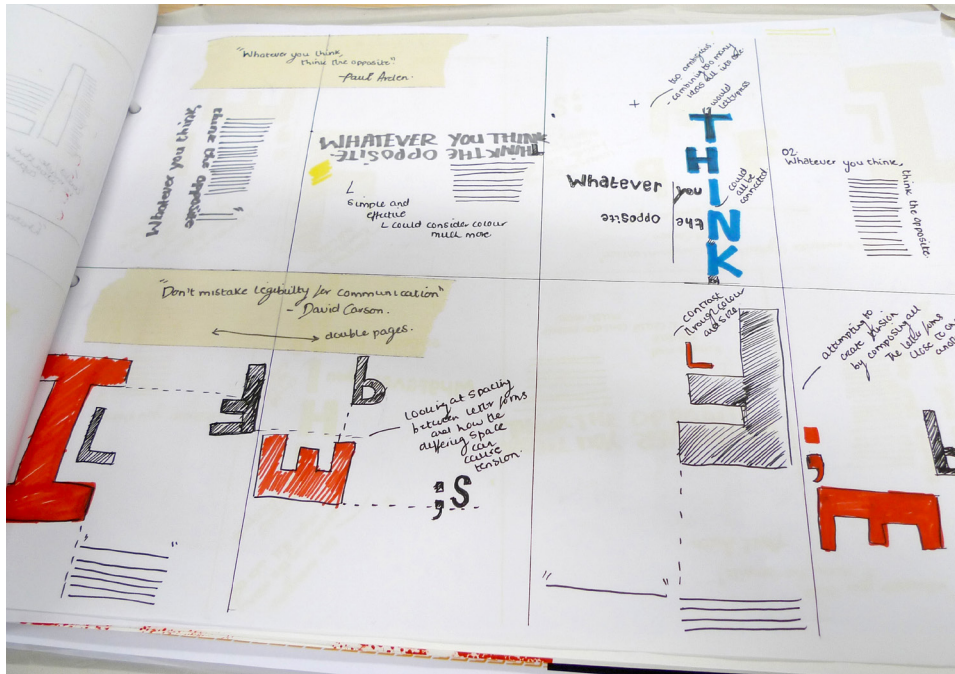 "Whatever you think,
think the opposite"
- Paul Arden.
Whatever you think,
think the opposite
WHATEVER YOU THINK
THINK THE OPPOSITE
Simple and
effective
could consider colour
much more.
+
too ambiguous
- combining too many
ideas all into one.
would
letterpress
THINK
could
all be
connected
Whatever you
opposite the
02.
Whatever you think,
think the opposite.
"Don't mistake legibility for communication"
- David Carson.
double pages.
I
L
E
E
b
; S
looking at spacing
between letter forms
and how the
differing space
can
cause
tension.
contrast
through colour
and size.
L
attempting to
create
by composing all
the letter forms
close to
;
E
b